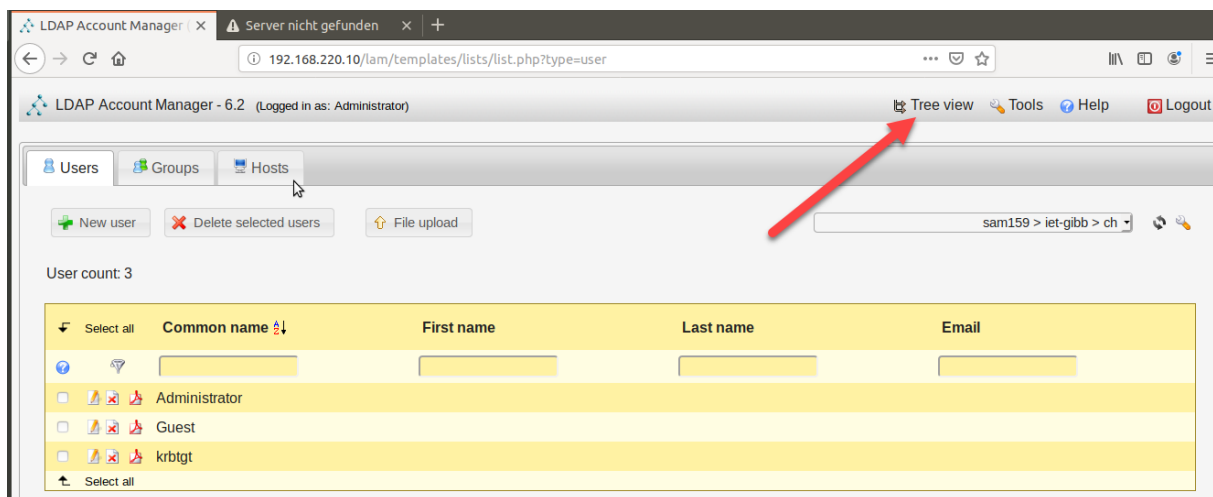 LDAP Account Manager ( Server nicht gefunden
192.168.220.10/lam/templates/lists/list.php?type=user
LDAP Account Manager - 6.2 (Logged in as: Administrator) Tree view Tools Help Logout
Users Groups Hosts
New user Delete selected users File upload sam159 > iet-gibb > ch
User count: 3
Select all Common name First name Last name Email
Administrator
Guest
krbtgt
Select all